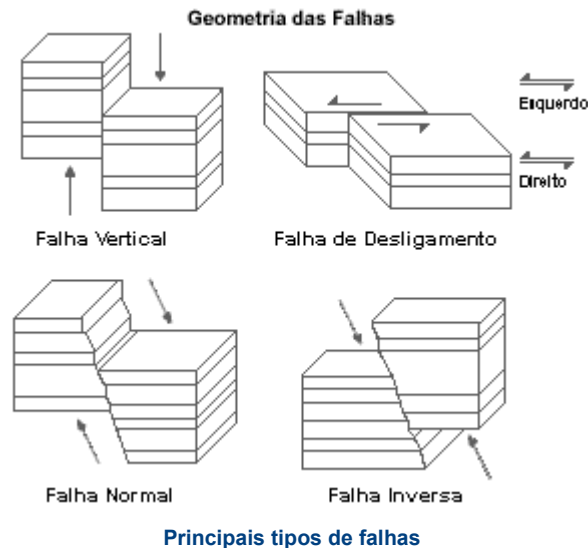 Geometria das Falhas
Esquerdo
Direito
Falha Vertical
Falha de Desligamento
Falha Normal
Falha Inversa
Principais tipos de falhas